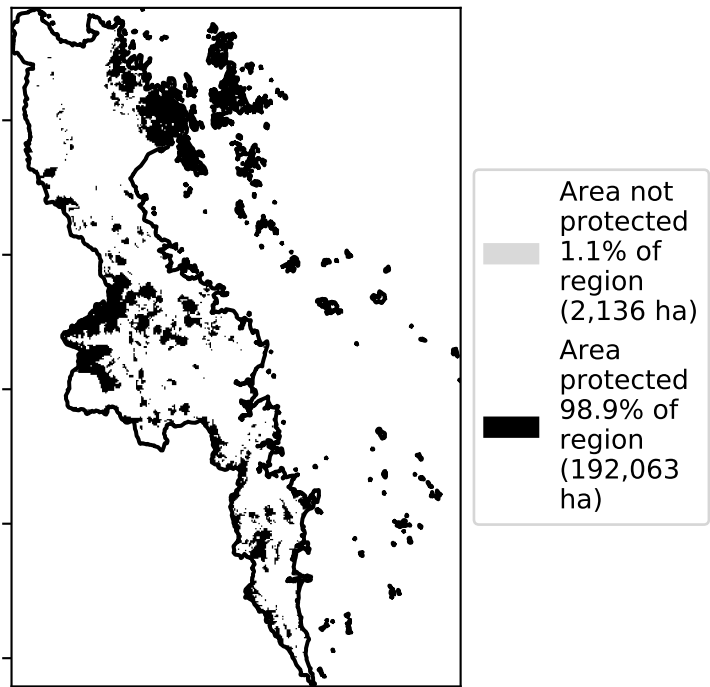 Area not
protected
1.1% of
region
(2,136 ha)
Area
protected
98.9% of
region
(192,063
ha)